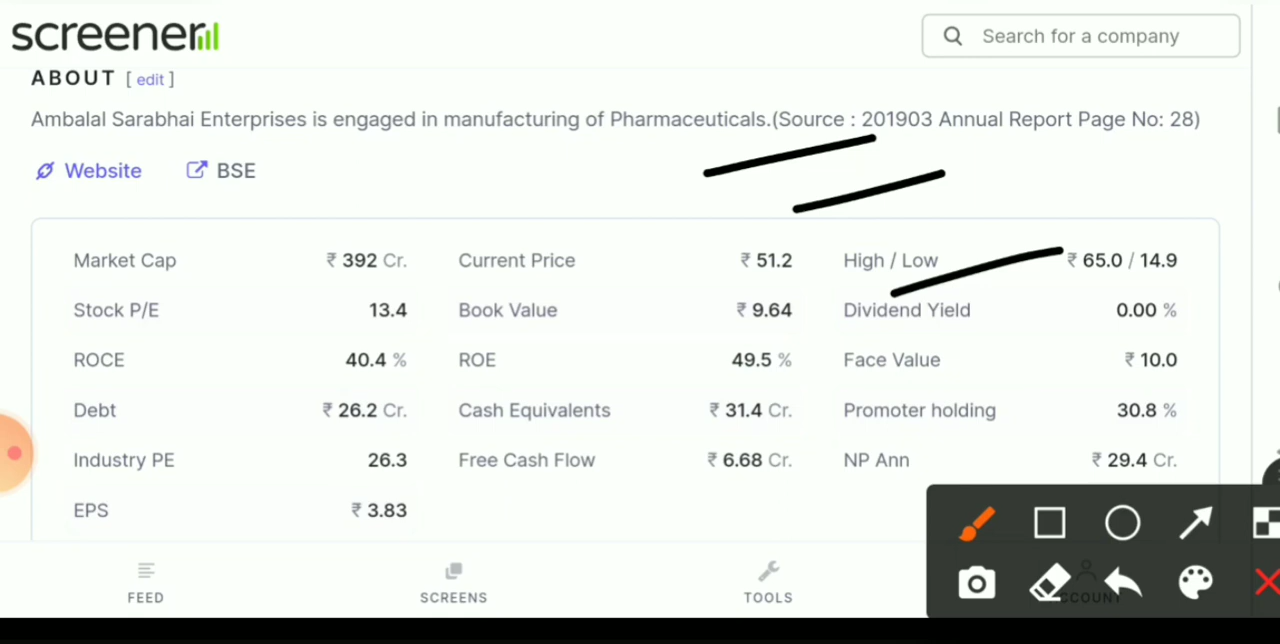 screener
Search for a company
ABOUT [ edit ]
Ambalal Sarabhai Enterprises is engaged in manufacturing of Pharmaceuticals.(Source : 201903 Annual Report Page No: 28)
Website BSE
Market Cap ₹ 392 Cr. Current Price ₹ 51.2 High / Low ₹ 65.0 / 14.9
Stock P/E 13.4 Book Value ₹ 9.64 Dividend Yield 0.00 %
ROCE 40.4 % ROE 49.5 % Face Value ₹ 10.0
Debt ₹ 26.2 Cr. Cash Equivalents ₹ 31.4 Cr. Promoter holding 30.8 %
Industry PE 26.3 Free Cash Flow ₹ 6.68 Cr. NP Ann ₹ 29.4 Cr.
EPS ₹ 3.83
FEED SCREENS TOOLS